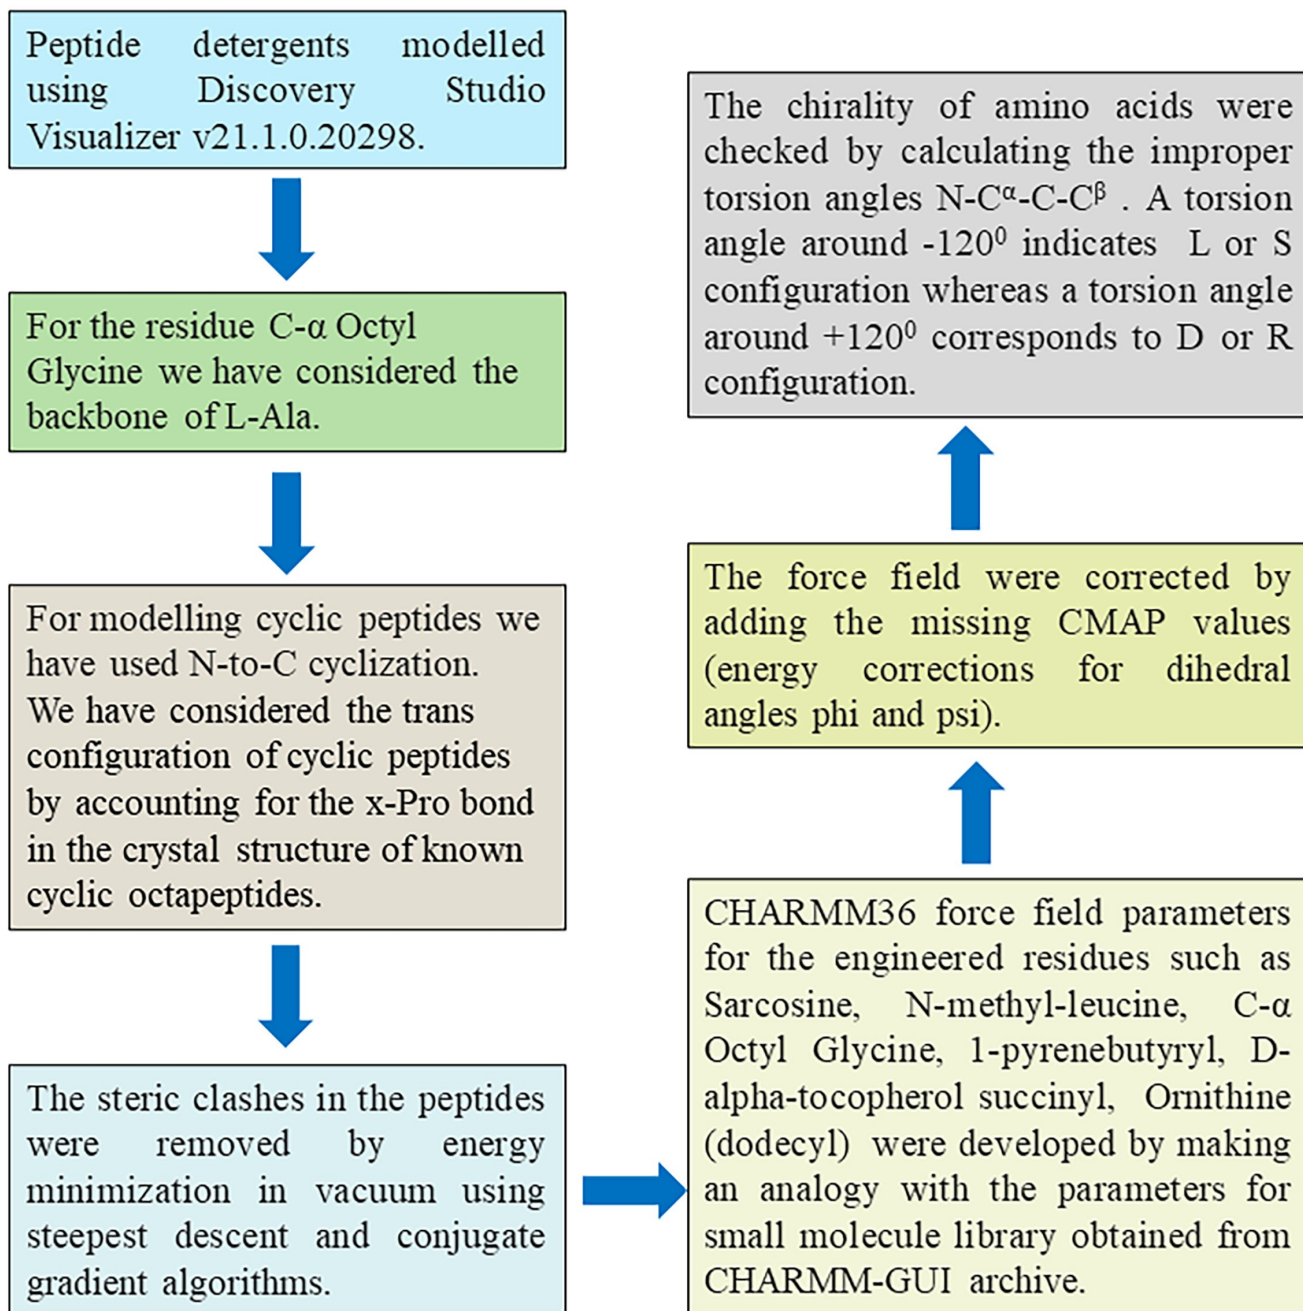 Peptide detergents modelled
using Discovery Studio
Visualizer v21.1.0.20298.
For the residue C-α Octyl
Glycine we have considered the
backbone of L-Ala.
For modelling cyclic peptides we
have used N-to-C cyclization.
We have considered the trans
configuration of cyclic peptides
by accounting for the x-Pro bond
in the crystal structure of known
cyclic octapeptides.
The steric clashes in the peptides
were removed by energy
minimization in vacuum using
steepest descent and conjugate
gradient algorithms.
CHARMM36 force field parameters
for the engineered residues such as
Sarcosine, N-methyl-leucine, C-α
Octyl Glycine, 1-pyrenebutyryl, D-
alpha-tocopherol succinyl, Ornithine
(dodecyl) were developed by making
an analogy with the parameters for
small molecule library obtained from
CHARMM-GUI archive.
The force field were corrected by
adding the missing CMAP values
(energy corrections for dihedral
angles phi and psi).
The chirality of amino acids were
checked by calculating the improper
torsion angles N-Cᵅ-C-Cᵝ . A torsion
angle around -120⁰ indicates L or S
configuration whereas a torsion angle
around +120⁰ corresponds to D or R
configuration.